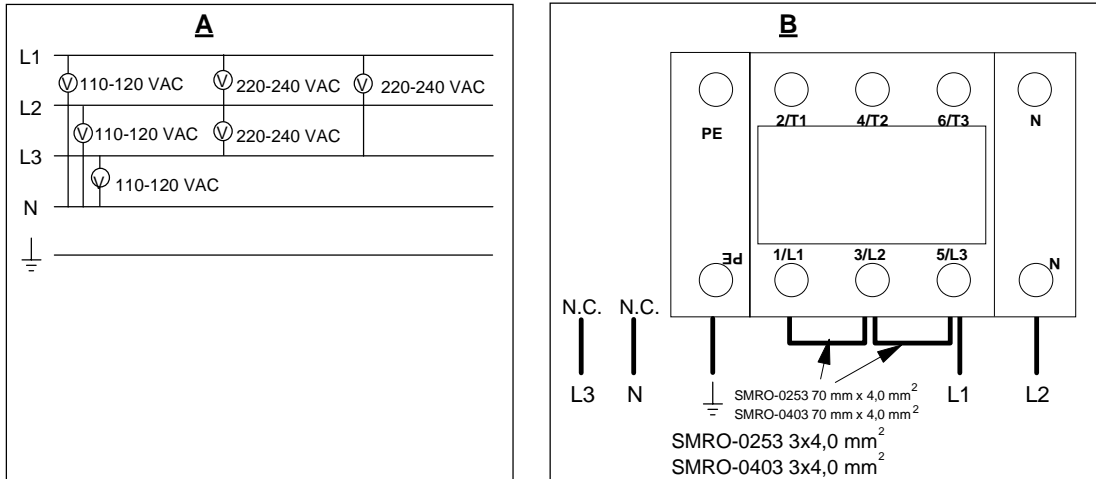 A
L1
110-120 VAC
220-240 VAC
220-240 VAC
L2
110-120 VAC
220-240 VAC
L3
110-120 VAC
N
V
V
V
V
V
V
B
2/T1
4/T2
6/T3
PE
N
PE
1/L1
3/L2
5/L3
N
N.C.
N.C.
L3
N
SMRO-0253 70 mm x 4,0 mm²
SMRO-0403 70 mm x 4,0 mm²
L1
L2
SMRO-0253 3x4,0 mm²
SMRO-0403 3x4,0 mm²